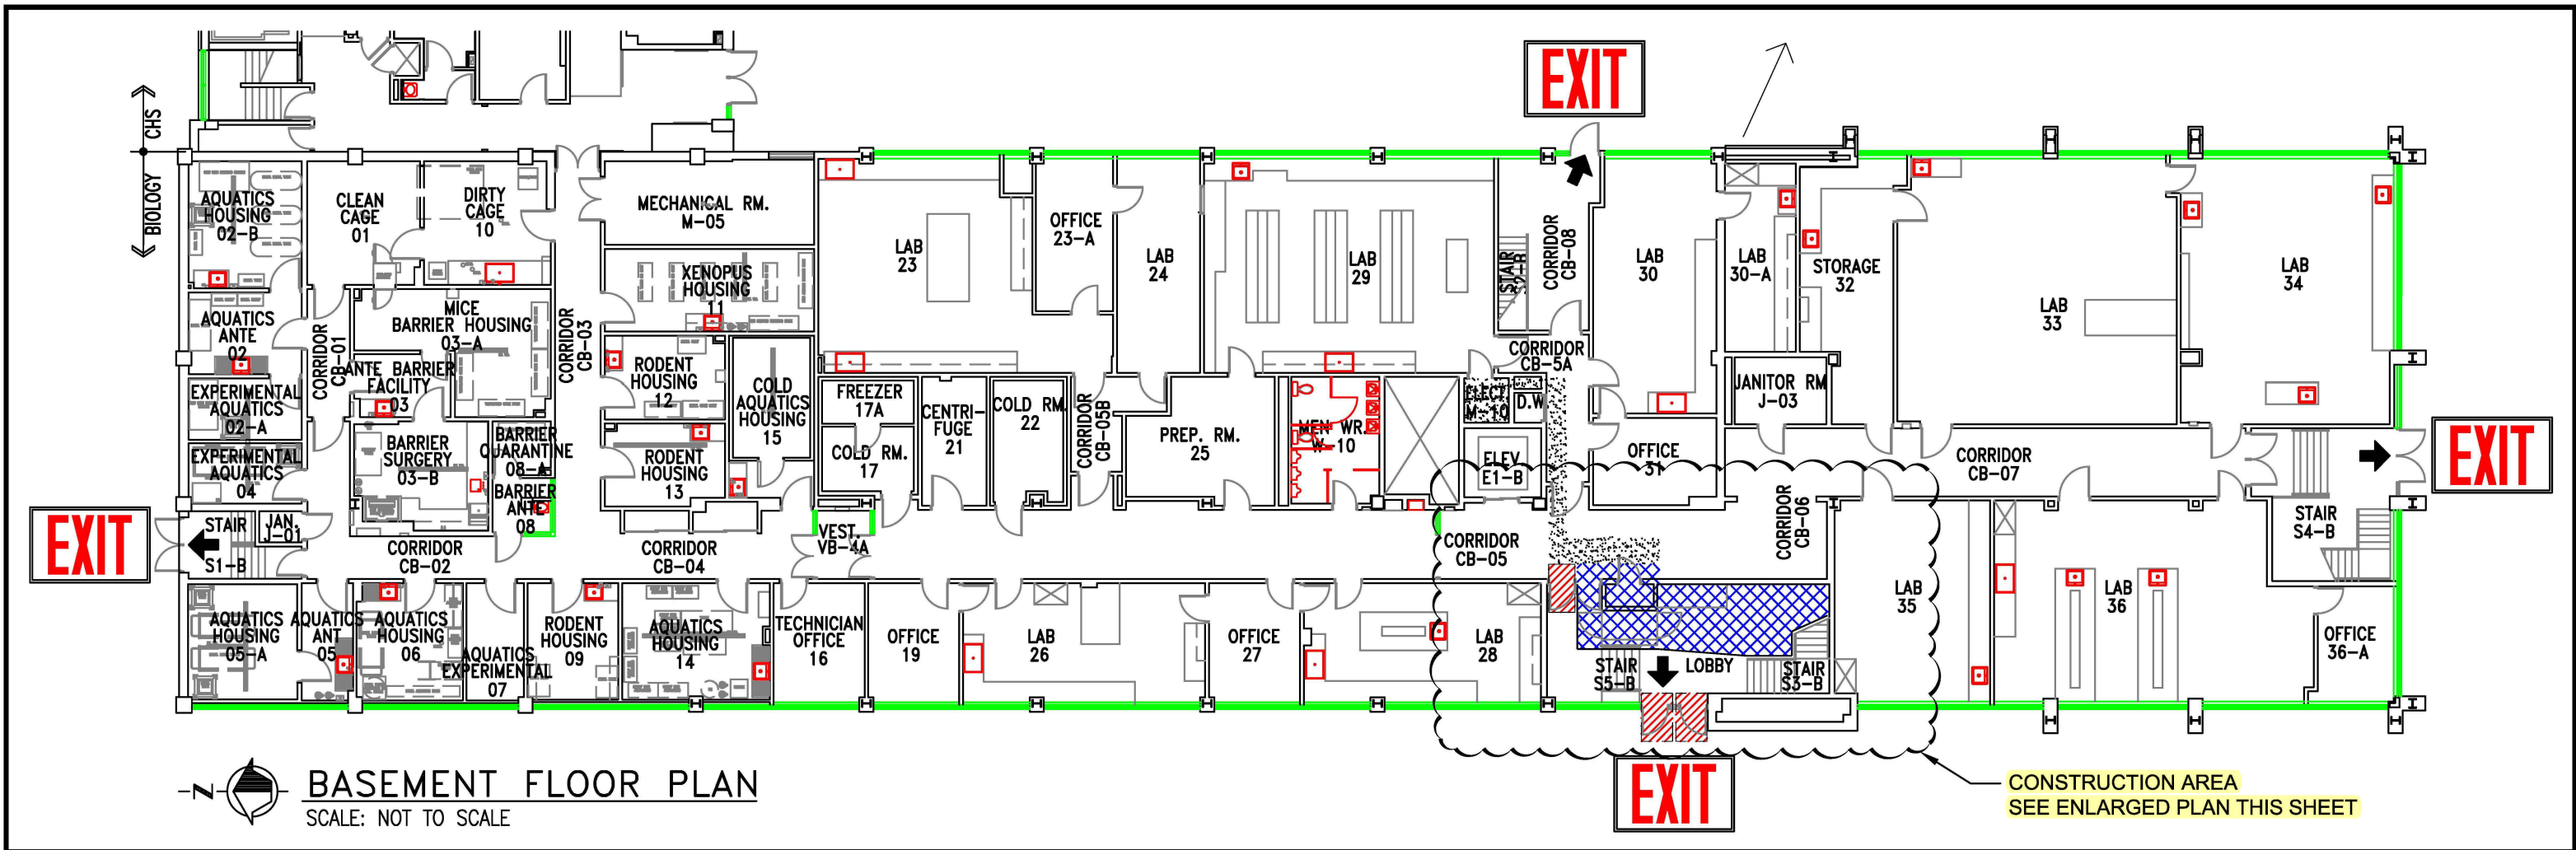 EXIT
CHS
BIOLOGY
AQUATICS
HOUSING
02-B
CLEAN
CAGE
01
DIRTY
CAGE
10
MECHANICAL RM.
M-05
LAB
23
OFFICE
23-A
LAB
24
LAB
29
CORRIDOR
CB-08
LAB
30
LAB
30-A
STORAGE
32
LAB
33
LAB
34
XENOPUS
HOUSING
11
AQUATICS
ANTE
02
CORRIDOR
CB-01
MICE
BARRIER HOUSING
03-A
CORRIDOR
CB-03
ANTE BARRIER
FACILITY
03
EXPERIMENTAL
AQUATICS
02-A
RODENT
HOUSING
12
COLD
AQUATICS
HOUSING
15
FREEZER
17A
CENTRI-
FUGE
21
COLD RM.
22
CORRIDOR
CB-05B
PREP. RM.
25
MEN WR.
W-10
STAIR
CORRIDOR
CB-5A
ELECT.
M-10
D.W
JANITOR RM
J-03
EXPERIMENTAL
AQUATICS
04
BARRIER
SURGERY
03-B
BARRIER
QUARANTINE
08-A
BARRIER
ANTE
08
RODENT
HOUSING
13
COLD RM.
17
ELEV.
E1-B
OFFICE
31
CORRIDOR
CB-07
EXIT
EXIT
STAIR
S1-B
JAN.
J-01
CORRIDOR
CB-02
CORRIDOR
CB-04
VEST.
VB-4A
CORRIDOR
CB-05
CORRIDOR
CB-06
STAIR
S4-B
AQUATICS
HOUSING
05-A
AQUATICS
ANT
05
AQUATICS
HOUSING
06
AQUATICS
EXPERIMENTAL
07
RODENT
HOUSING
09
AQUATICS
HOUSING
14
TECHNICIAN
OFFICE
16
OFFICE
19
LAB
26
OFFICE
27
LAB
28
STAIR
S5-B
LOBBY
STAIR
S3-B
LAB
35
LAB
36
OFFICE
36-A
EXIT
N
BASEMENT FLOOR PLAN
SCALE: NOT TO SCALE
CONSTRUCTION AREA
SEE ENLARGED PLAN THIS SHEET